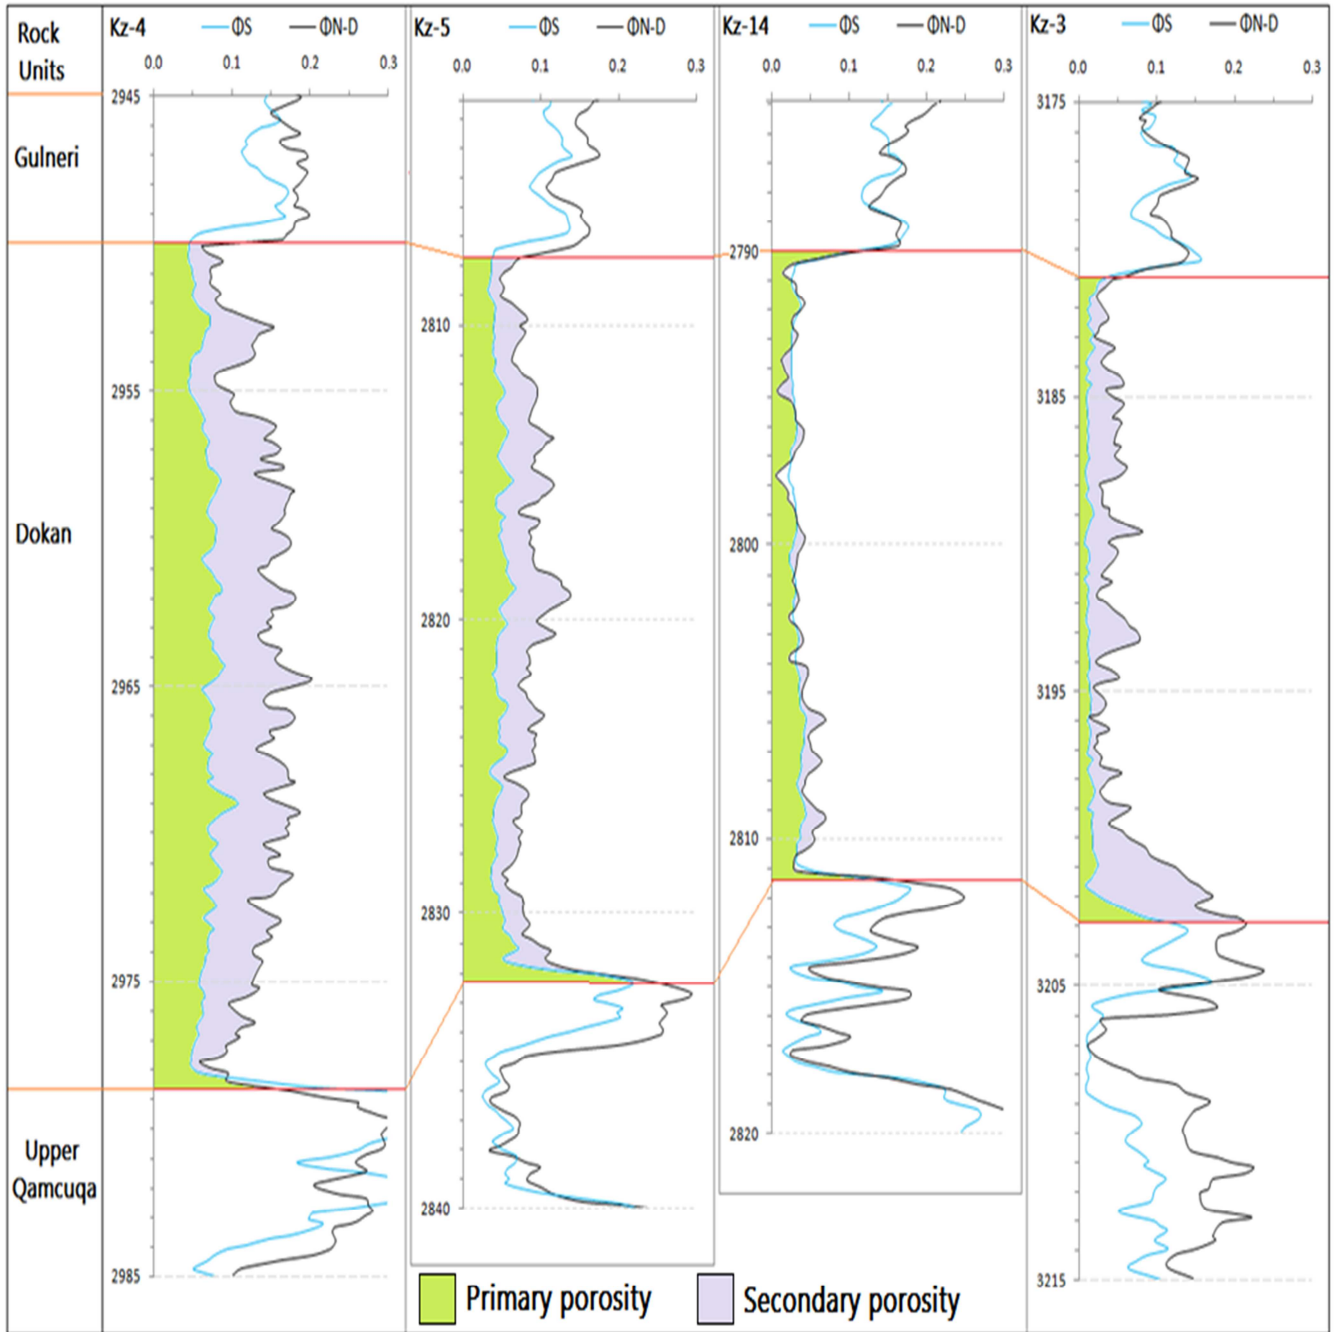 Rock
Units
Kz-4 ΦS ΦN-D
0.0 0.1 0.2 0.3
Kz-5 ΦS ΦN-D
0.0 0.1 0.2 0.3
Kz-14 ΦS ΦN-D
0.0 0.1 0.2 0.3
Kz-3 ΦS ΦN-D
0.0 0.1 0.2 0.3
Gulneri
Dokan
Upper
Qamcuqa
2945
2955
2965
2975
2985
2810
2820
2830
2840
2790
2800
2810
2820
3175
3185
3195
3205
3215
Primary porosity
Secondary porosity